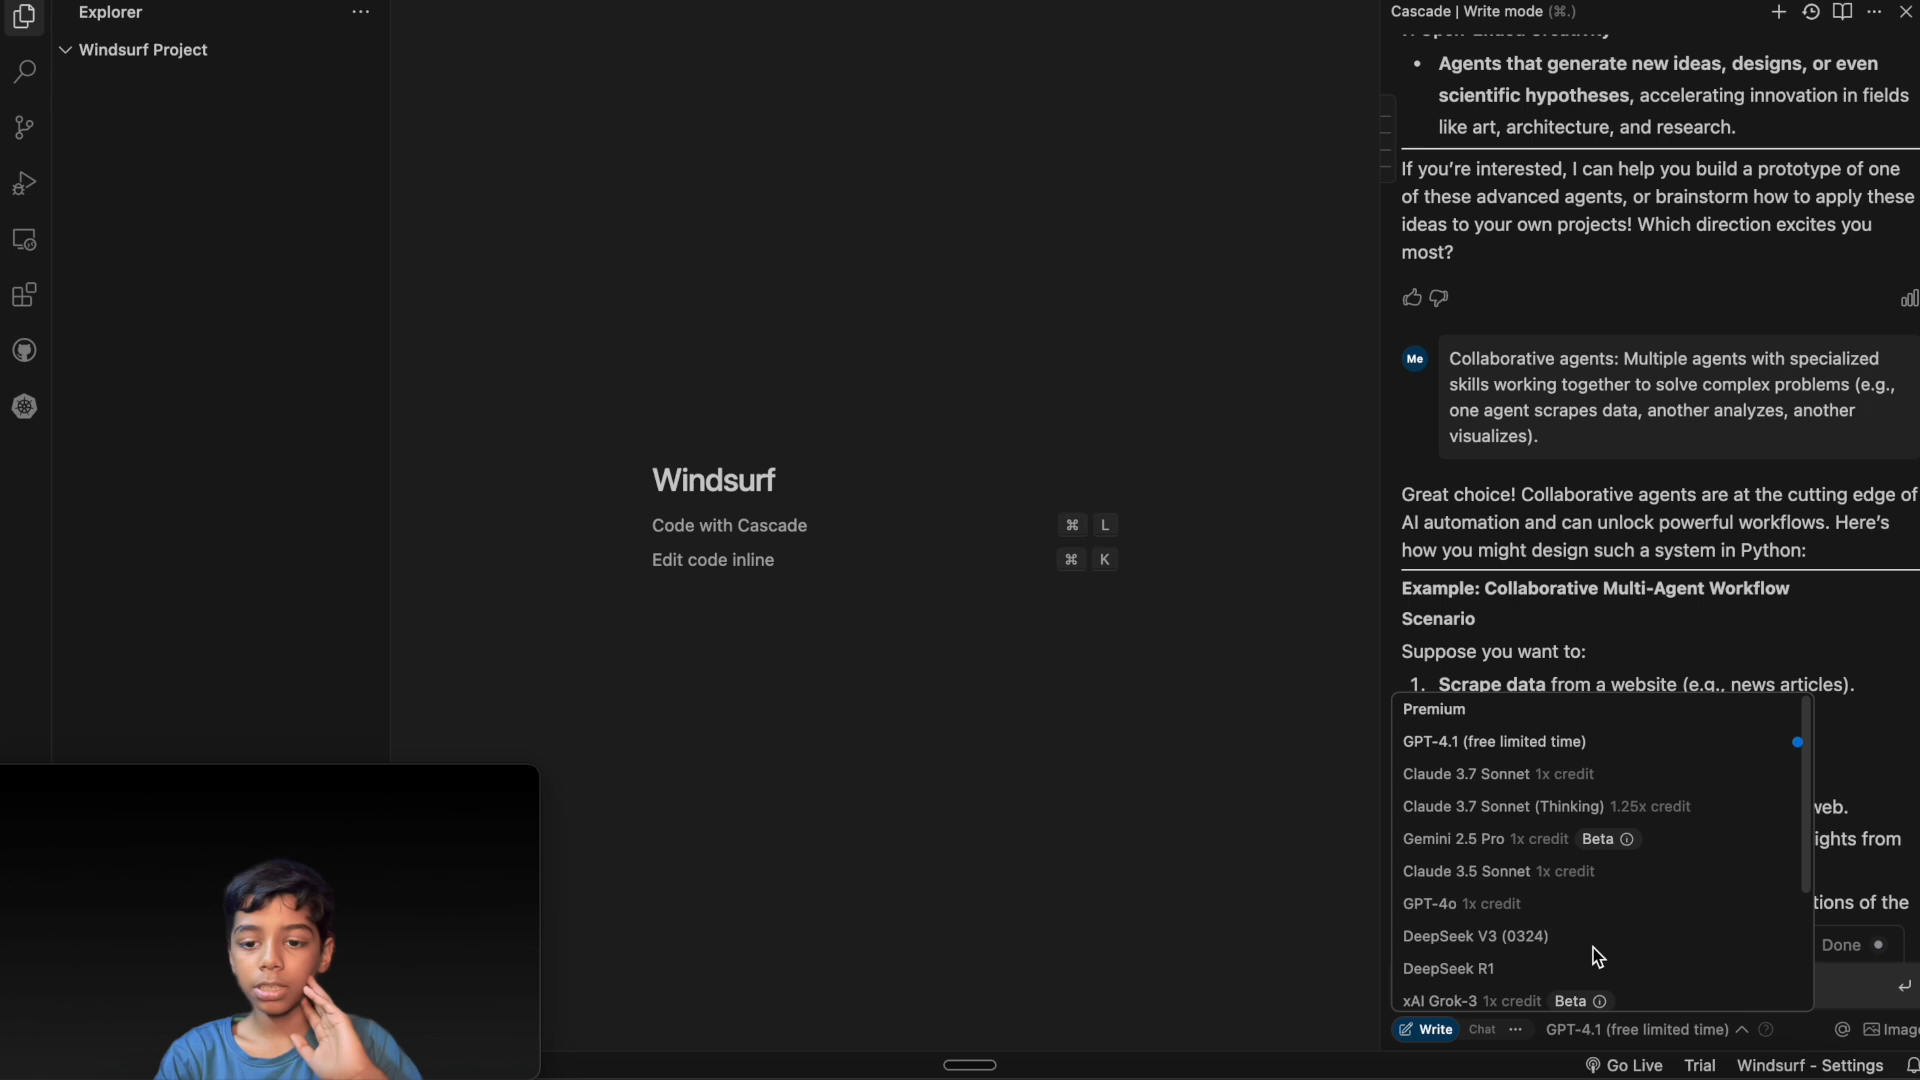 Explorer
Windsurf Project
Windsurf
Code with Cascade ⌘ L
Edit code inline ⌘ K
Cascade | Write mode (⌘.)
• Agents that generate new ideas, designs, or even
scientific hypotheses, accelerating innovation in fields
like art, architecture, and research.
If you're interested, I can help you build a prototype of one
of these advanced agents, or brainstorm how to apply these
ideas to your own projects! Which direction excites you
most?
Me
Collaborative agents: Multiple agents with specialized
skills working together to solve complex problems (e.g.,
one agent scrapes data, another analyzes, another
visualizes).
Great choice! Collaborative agents are at the cutting edge of
AI automation and can unlock powerful workflows. Here's
how you might design such a system in Python:
Example: Collaborative Multi-Agent Workflow
Scenario
Suppose you want to:
1. Scrape data from a website (e.g., news articles).
Premium
GPT-4.1 (free limited time)
Claude 3.7 Sonnet 1x credit
Claude 3.7 Sonnet (Thinking) 1.25x credit
web.
Gemini 2.5 Pro 1x credit Beta
ights from
Claude 3.5 Sonnet 1x credit
GPT-4o 1x credit
tions of the
DeepSeek V3 (0324)
Done
DeepSeek R1
xAI Grok-3 1x credit Beta
Write Chat ··· GPT-4.1 (free limited time) @ Imag
Go Live Trial Windsurf - Settings